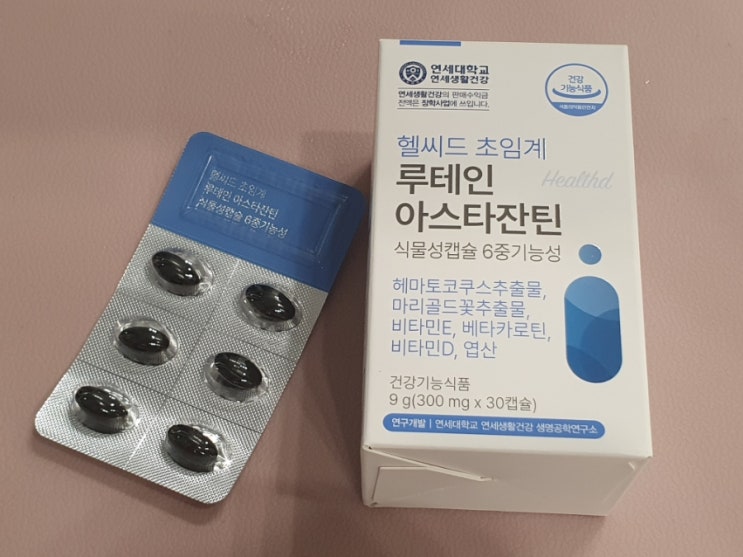 연세대학교
연세생활건강
연세생활건강의 판매수익금
전액은 장학사업에 쓰입니다.
건강
기능식품
식품의약품안전처
헬씨드 초임계
루테인
Healthd
아스타잔틴
식물성캡슐 6중기능성
헤마토코쿠스추출물,
마리골드꽃추출물,
비타민E, 베타카로틴,
비타민D, 엽산
건강기능식품
9 g(300 mg x 30캡슐)
연구개발 | 연세대학교 연세생활건강 생명공학연구소
헬씨드 초임계
루테인 아스타잔틴
식물성캡슐 6중기능성